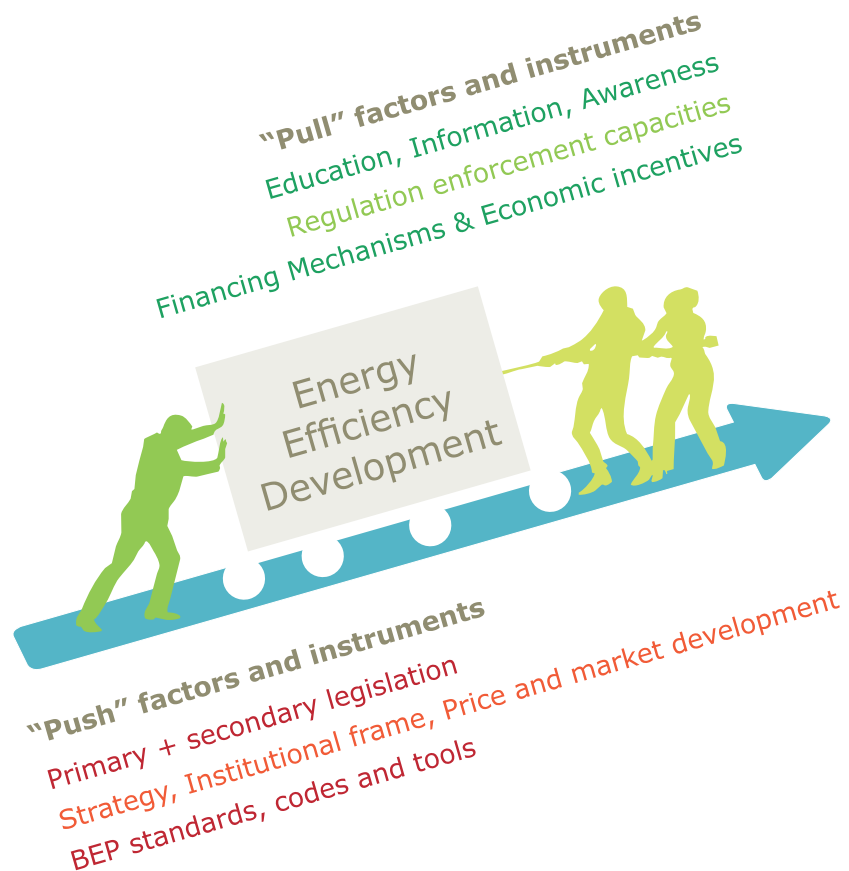 “Pull” factors and instruments
Education, Information, Awareness
Regulation enforcement capacities
Financing Mechanisms & Economic incentives
Energy
Efficiency
Development
“Push” factors and instruments
Primary + secondary legislation
Strategy, Institutional frame, Price and market development
BEP standards, codes and tools